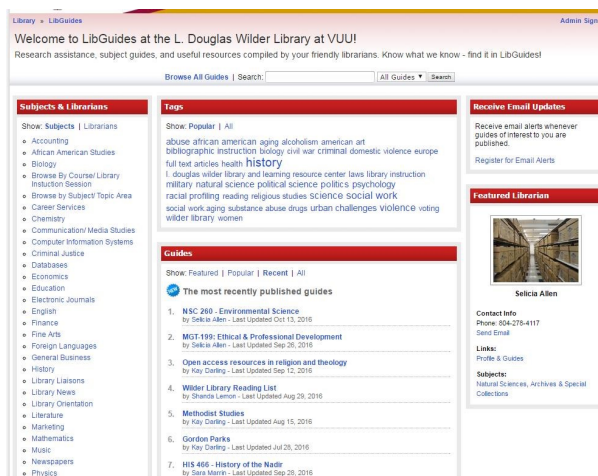 Library » LibGuides
Admin Sign
Welcome to LibGuides at the L. Douglas Wilder Library at VUU!
Research assistance, subject guides, and useful resources compiled by your friendly librarians. Know what we know - find it in LibGuides!
Browse All Guides | Search: All Guides ▼ Search
Subjects & Librarians
Show: Subjects | Librarians
Accounting
African American Studies
Biology
Browse By Course/ Library
Instuction Session
Browse by Subject/ Topic Area
Career Services
Chemistry
Communication/ Media Studies
Computer Information Systems
Criminal Justice
Databases
Economics
Education
Electronic Journals
English
Finance
Fine Arts
Foreign Languages
General Business
History
Library Liaisons
Library News
Library Orientation
Literature
Marketing
Mathematics
Music
Newspapers
Physics
Tags
Show: Popular | All
abuse african american aging alcoholism american art
bibliographic instruction biology civil war criminal domestic violence europe
full text articles health history
l. douglas wilder library and learning resource center laws library instruction
military natural science political science politics psychology
racial profiling reading religious studies science social work
social work aging substance abuse drugs urban challenges violence voting
wilder library women
Guides
Show: Featured | Popular | Recent | All
NEW The most recently published guides
1. NSC 260 - Environmental Science
by Selicia Allen - Last Updated Oct 13, 2016
2. MGT-199: Ethical & Professional Development
by Selicia Allen - Last Updated Sep 26, 2016
3. Open access resources in religion and theology
by Kay Darling - Last Updated Sep 12, 2016
4. Wilder Library Reading List
by Shanda Lemon - Last Updated Aug 29, 2016
5. Methodist Studies
by Kay Darling - Last Updated Aug 15, 2016
6. Gordon Parks
by Kay Darling - Last Updated Jul 28, 2016
7. HIS 466 - History of the Nadir
by Sara Marrin - Last Updated Sep 28, 2016
Receive Email Updates
Receive email alerts whenever
guides of interest to you are
published.
Register for Email Alerts
Featured Librarian
Selicia Allen
Contact Info
Phone: 804-278-4117
Send Email
Links:
Profile & Guides
Subjects:
Natural Sciences, Archives & Special
Collections